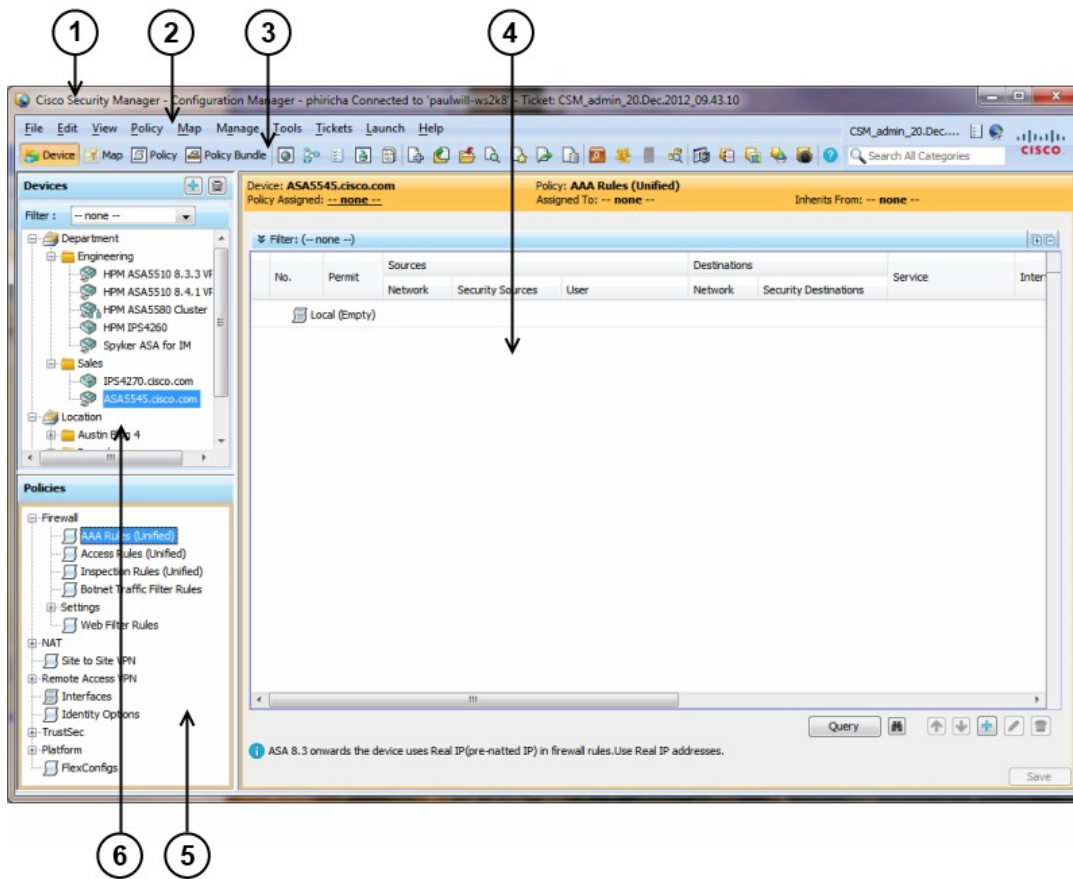 1 2 3 4
Cisco Security Manager - Configuration Manager - phiricha Connected to 'paulwill-ws2k8' - Ticket: CSM_admin_20.Dec.2012_09.43.10
File Edit View Policy Map Manage Tools Tickets Launch Help
CSM_admin_20.Dec....
CISCO
Device Map Policy Policy Bundle
Search All Categories
Devices
Filter : -- none --
Department
Engineering
HPM ASA5510 8.3.3 VF
HPM ASA5510 8.4.1 VF
HPM ASA5580 Cluster
HPM IPS4260
Spyker ASA for IM
Sales
IPS4270.cisco.com
ASA5545.cisco.com
Location
Austin 4
Policies
Firewall
AAA Rules (Unified)
Access Rules (Unified)
Inspection Rules (Unified)
Botnet Traffic Filter Rules
Settings
Web Filter Rules
NAT
Site to Site VPN
Remote Access VPN
Interfaces
Identity Options
TrustSec
Platform
FlexConfigs
Device: ASA5545.cisco.com Policy: AAA Rules (Unified)
Policy Assigned: -- none -- Assigned To: -- none -- Inherits From: -- none --
Filter: (-- none --)
No. Permit Sources Destinations Service Inter
Network Security Sources User Network Security Destinations
Local (Empty)
Query
ASA 8.3 onwards the device uses Real IP(pre-natted IP) in firewall rules.Use Real IP addresses.
Save
6 5